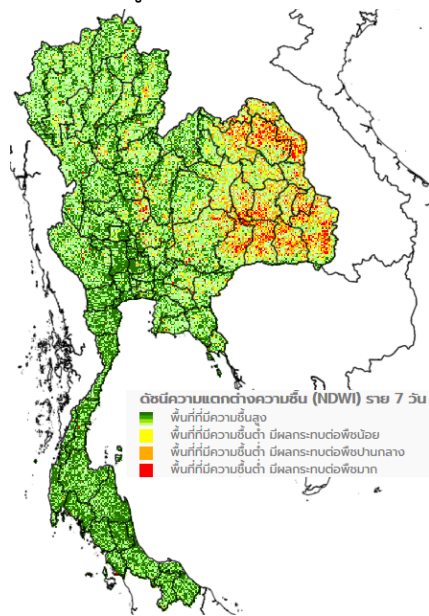 ดัชนีความแตกต่างความชื้น (NDWI) ราย 7 วัน
พื้นที่ที่มีความชื้นสูง
พื้นที่ที่มีความชื้นต่ำ มีผลกระทบต่อพืชน้อย
พื้นที่ที่มีความชื้นต่ำ มีผลกระทบต่อพืชปานกลาง
พื้นที่ที่มีความชื้นต่ำ มีผลกระทบต่อพืชมาก